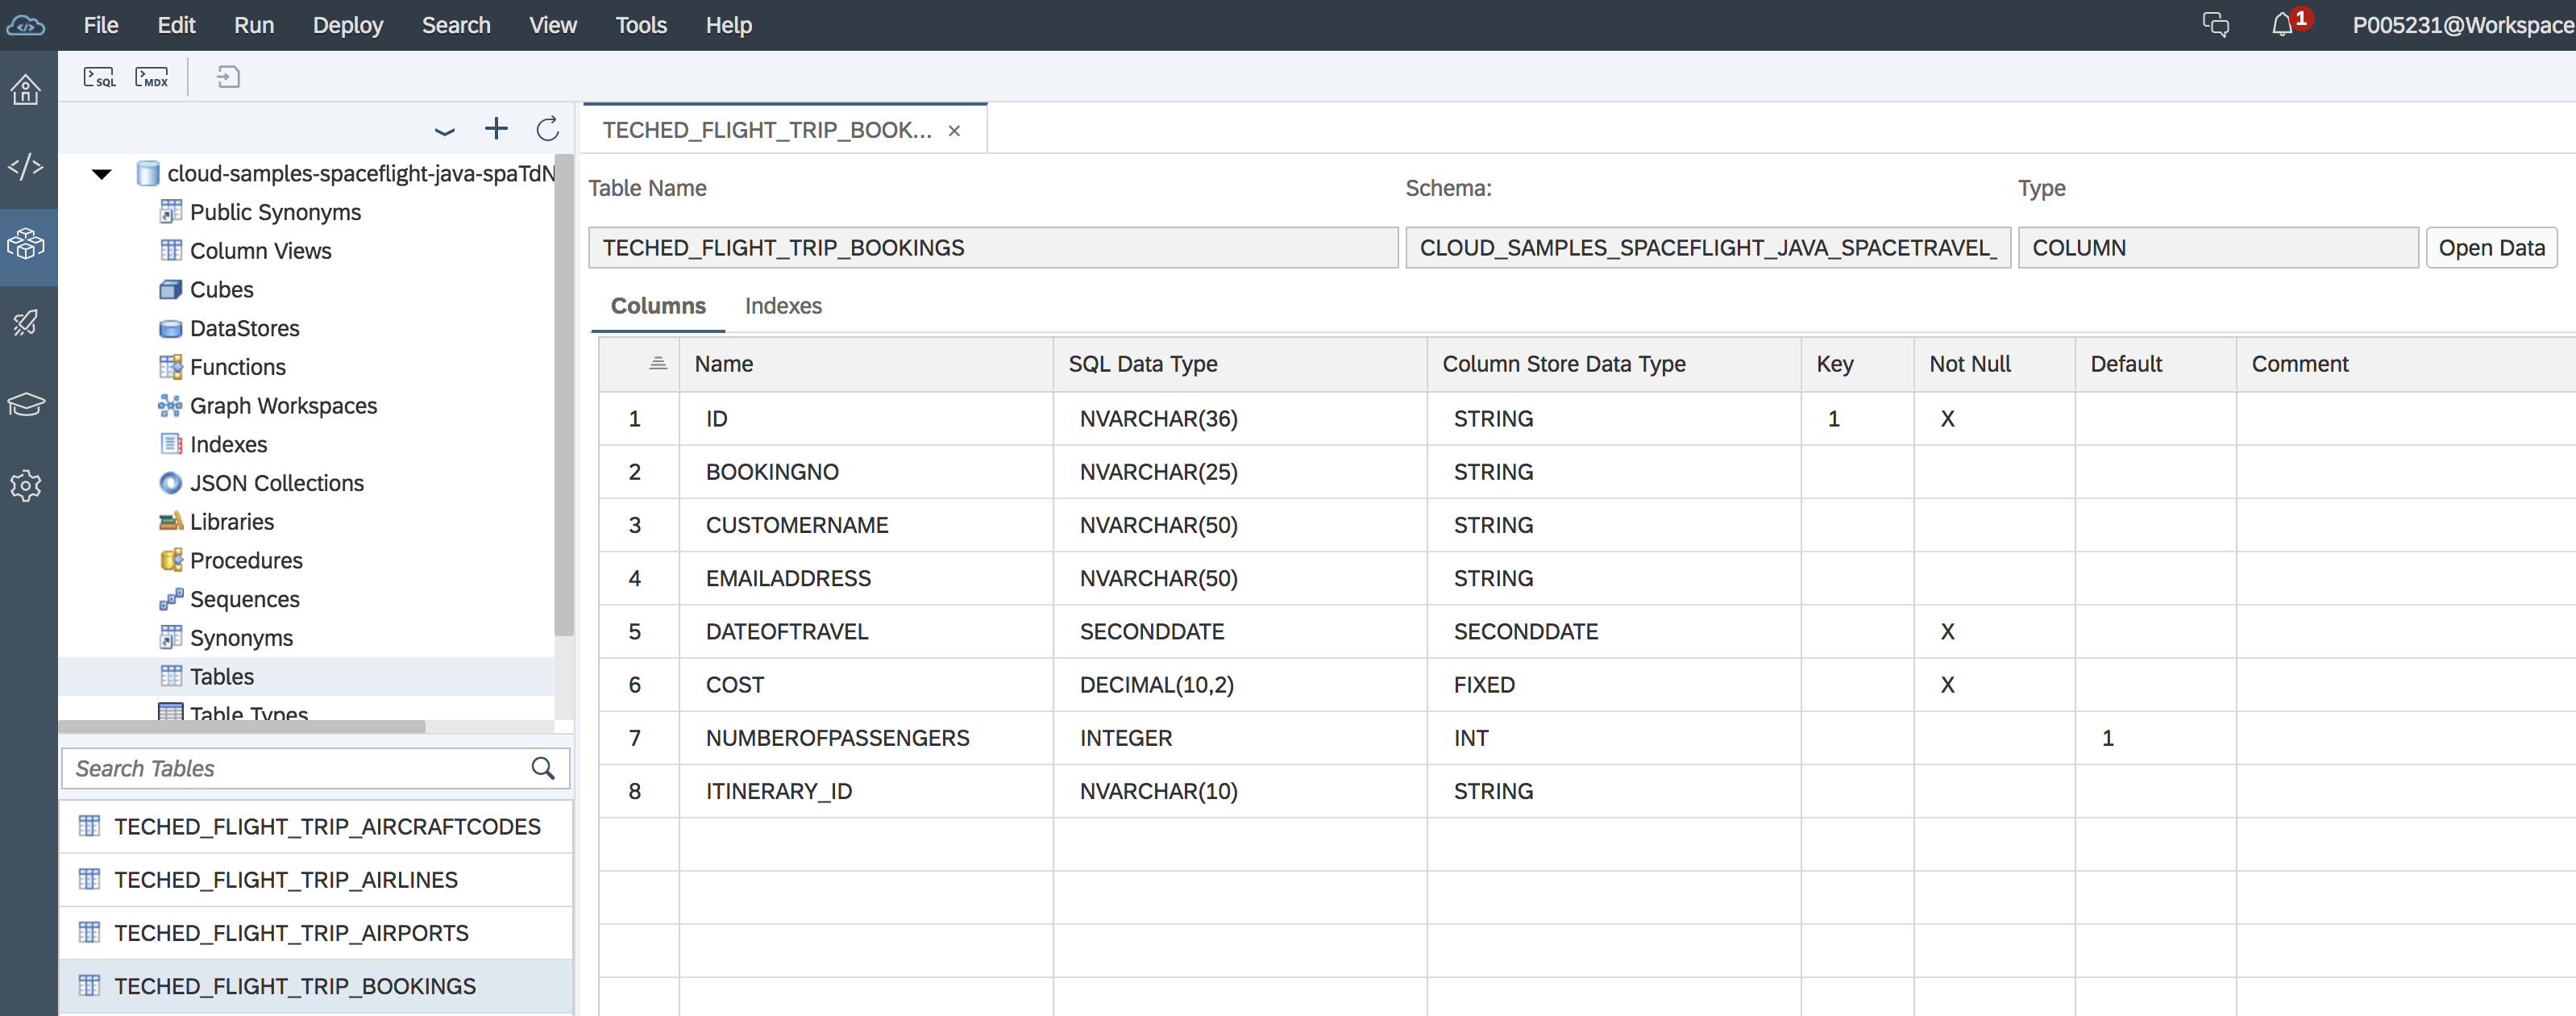 File Edit Run Deploy Search View Tools Help 1 P005231@Workspace
SQL MDX
TECHED_FLIGHT_TRIP_BOOK... ×
cloud-samples-spaceflight-java-spaTdN
Public Synonyms
Column Views
Cubes
DataStores
Functions
Graph Workspaces
Indexes
JSON Collections
Libraries
Procedures
Sequences
Synonyms
Tables
Table Types
Search Tables
TECHED_FLIGHT_TRIP_AIRCRAFTCODES
TECHED_FLIGHT_TRIP_AIRLINES
TECHED_FLIGHT_TRIP_AIRPORTS
TECHED_FLIGHT_TRIP_BOOKINGS
Table Name Schema: Type
TECHED_FLIGHT_TRIP_BOOKINGS CLOUD_SAMPLES_SPACEFLIGHT_JAVA_SPACETRAVEL_ COLUMN Open Data
Columns Indexes
Name SQL Data Type Column Store Data Type Key Not Null Default Comment
1 ID NVARCHAR(36) STRING 1 X
2 BOOKINGNO NVARCHAR(25) STRING
3 CUSTOMERNAME NVARCHAR(50) STRING
4 EMAILADDRESS NVARCHAR(50) STRING
5 DATEOFTRAVEL SECONDDATE SECONDDATE X
6 COST DECIMAL(10,2) FIXED X
7 NUMBEROFPASSENGERS INTEGER INT 1
8 ITINERARY_ID NVARCHAR(10) STRING